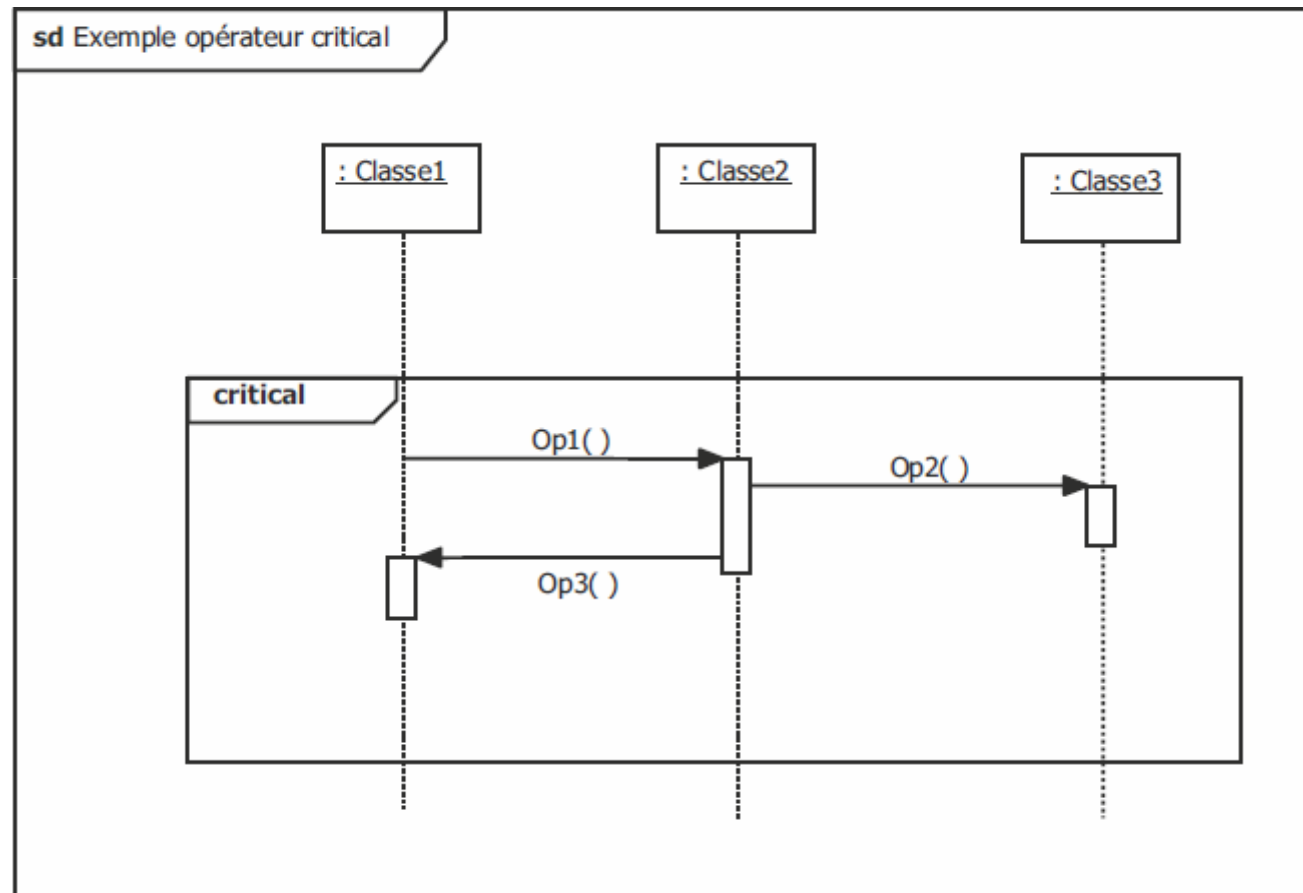 sd Exemple opérateur critical
: Classe1
: Classe2
: Classe3
critical
Op1( )
Op2( )
Op3( )